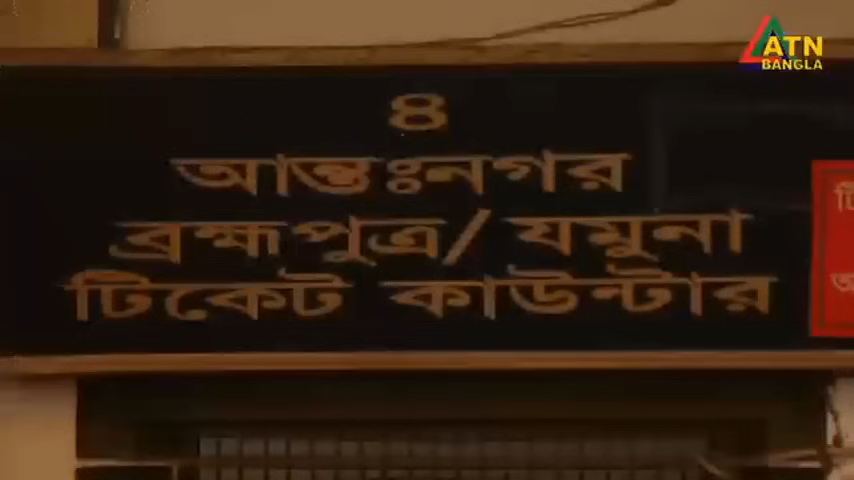 ATN
BANGLA
৪
আন্তঃনগর
ব্রহ্মপুত্র/ যমুনা
টিকেট কাউন্টার
টি
অ